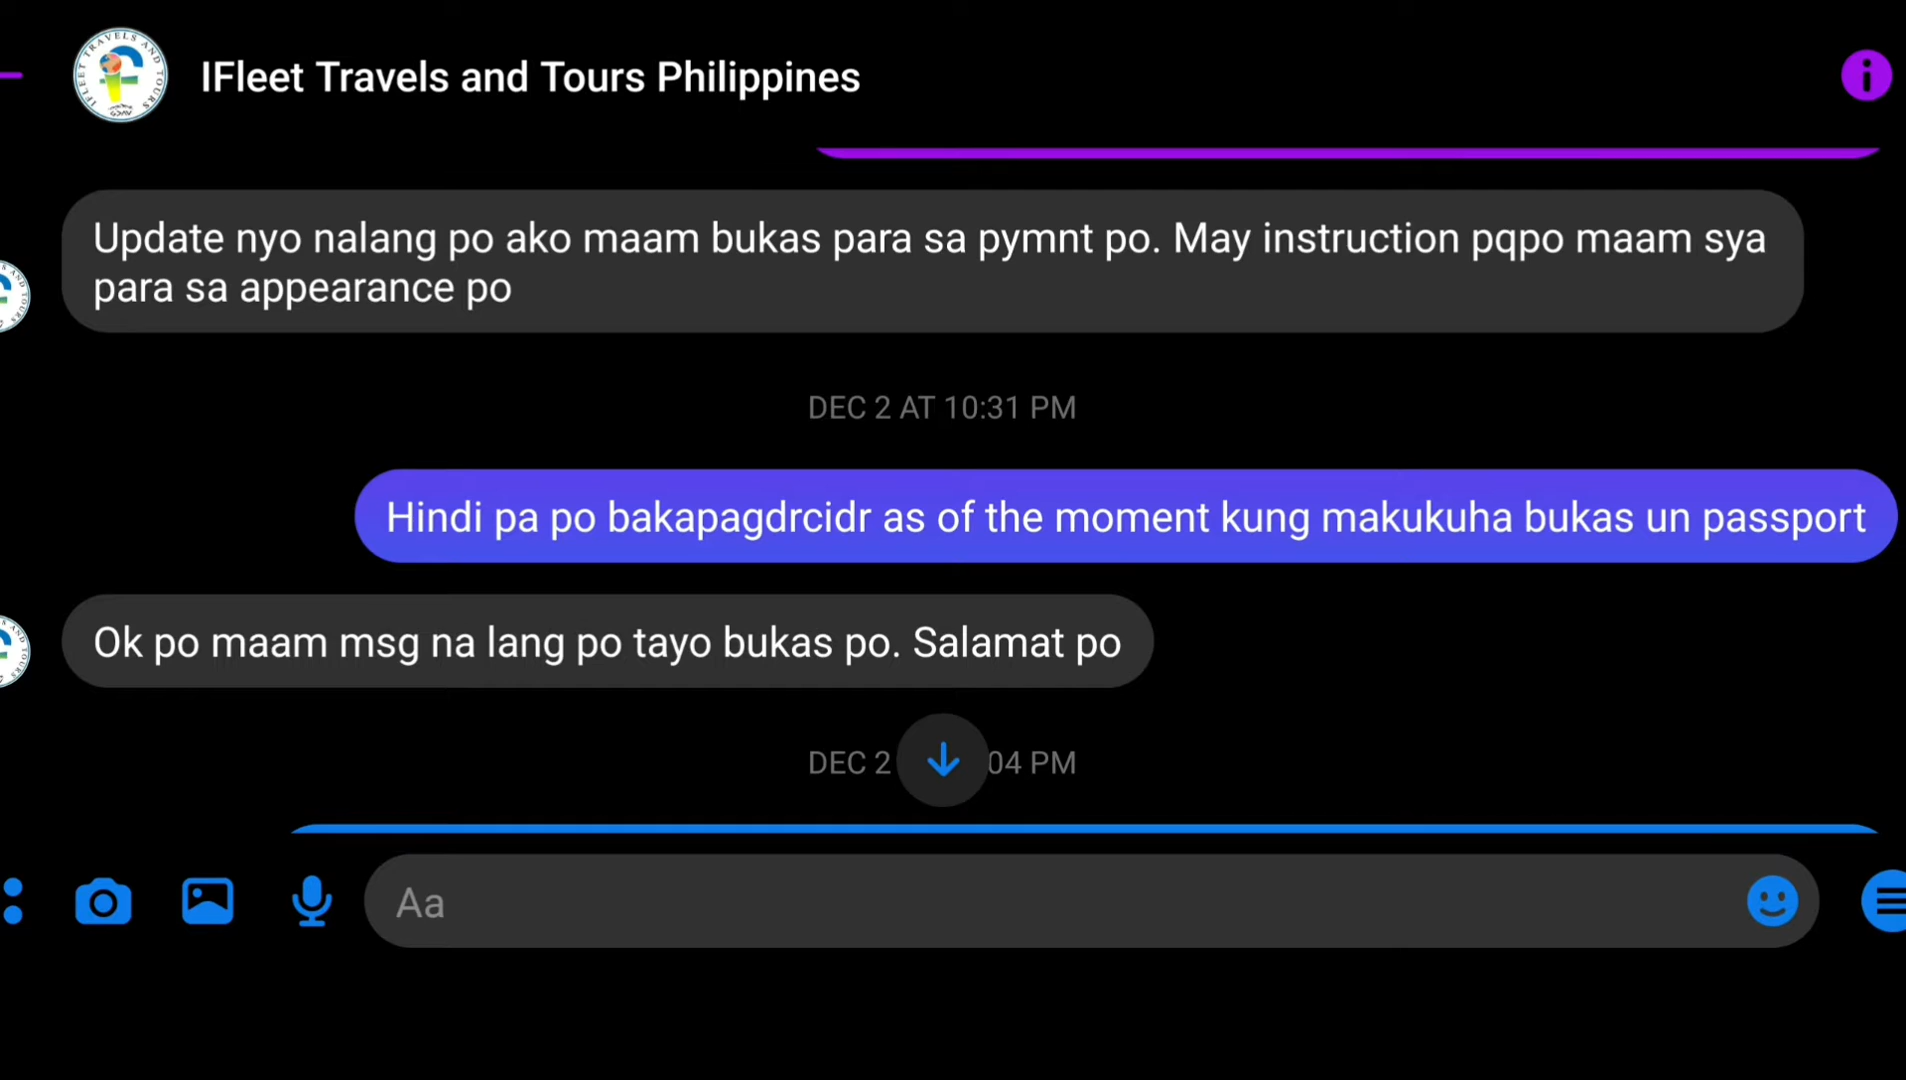 IFleet Travels and Tours Philippines
Update nyo nalang po ako maam bukas para sa pymnt po. May instruction pqpo maam sya
para sa appearance po
DEC 2 AT 10:31 PM
Hindi pa po bakapagdrcidr as of the moment kung makukuha bukas un passport
Ok po maam msg na lang po tayo bukas po. Salamat po
DEC 2 04 PM
Aa